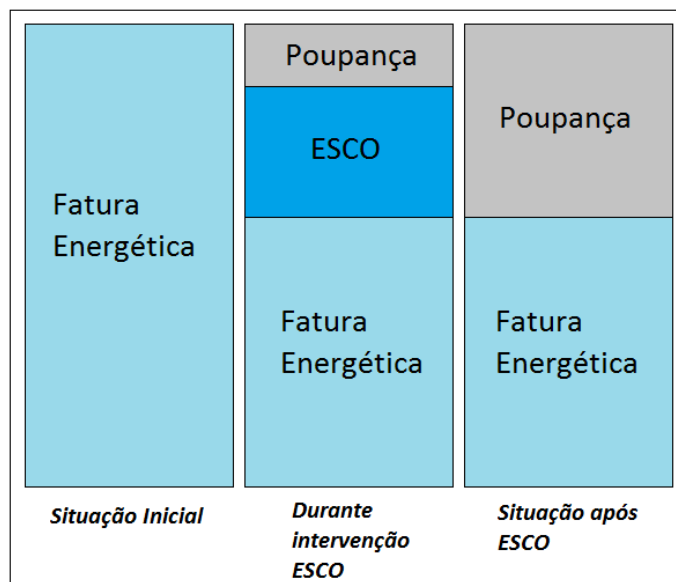 Fatura
Energética
Situação Inicial
Poupança
ESCO
Fatura
Energética
Durante
intervenção
ESCO
Poupança
Fatura
Energética
Situação após
ESCO